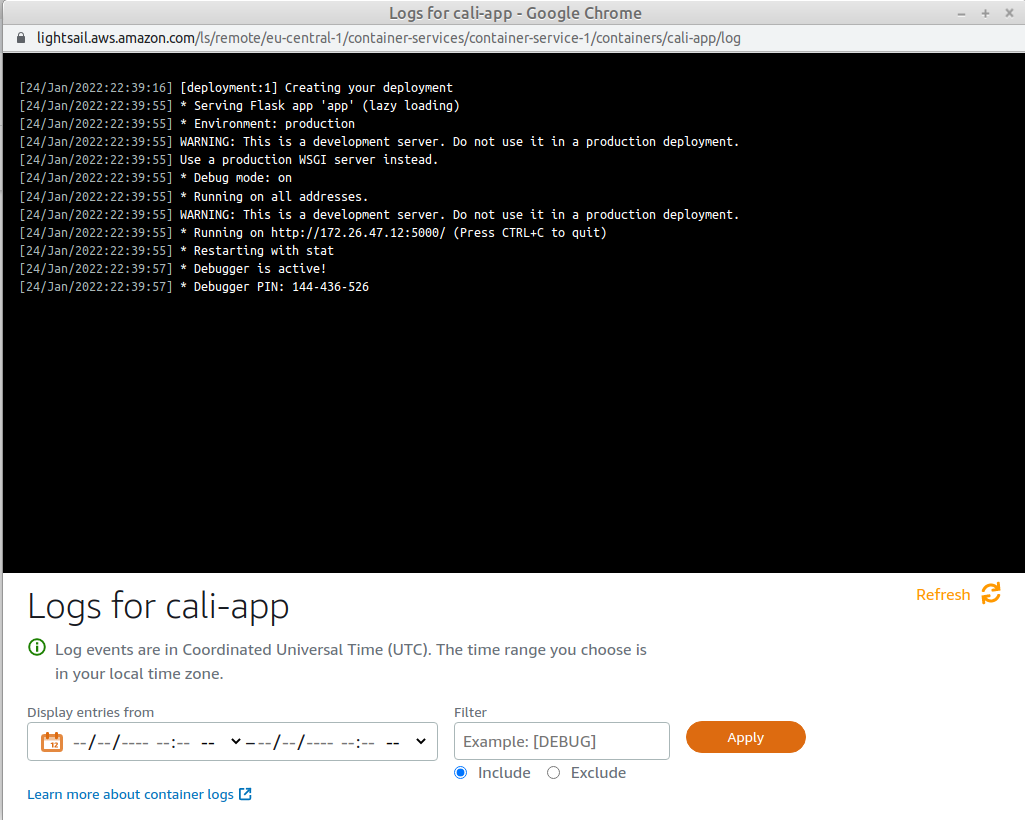 Logs for cali-app - Google Chrome
lightsail.aws.amazon.com/ls/remote/eu-central-1/container-services/container-service-1/containers/cali-app/log
[24/Jan/2022:22:39:16] [deployment:1] Creating your deployment
[24/Jan/2022:22:39:55] * Serving Flask app 'app' (lazy loading)
[24/Jan/2022:22:39:55] * Environment: production
[24/Jan/2022:22:39:55] WARNING: This is a development server. Do not use it in a production deployment.
[24/Jan/2022:22:39:55] Use a production WSGI server instead.
[24/Jan/2022:22:39:55] * Debug mode: on
[24/Jan/2022:22:39:55] * Running on all addresses.
[24/Jan/2022:22:39:55] WARNING: This is a development server. Do not use it in a production deployment.
[24/Jan/2022:22:39:55] * Running on http://172.26.47.12:5000/ (Press CTRL+C to quit)
[24/Jan/2022:22:39:55] * Restarting with stat
[24/Jan/2022:22:39:57] * Debugger is active!
[24/Jan/2022:22:39:57] * Debugger PIN: 144-436-526
Refresh
Logs for cali-app
Log events are in Coordinated Universal Time (UTC). The time range you choose is
in your local time zone.
Display entries from
Filter
12 --/--/---- --:-- -- – --/--/---- --:-- --
Example: [DEBUG]
Apply
Include Exclude
Learn more about container logs